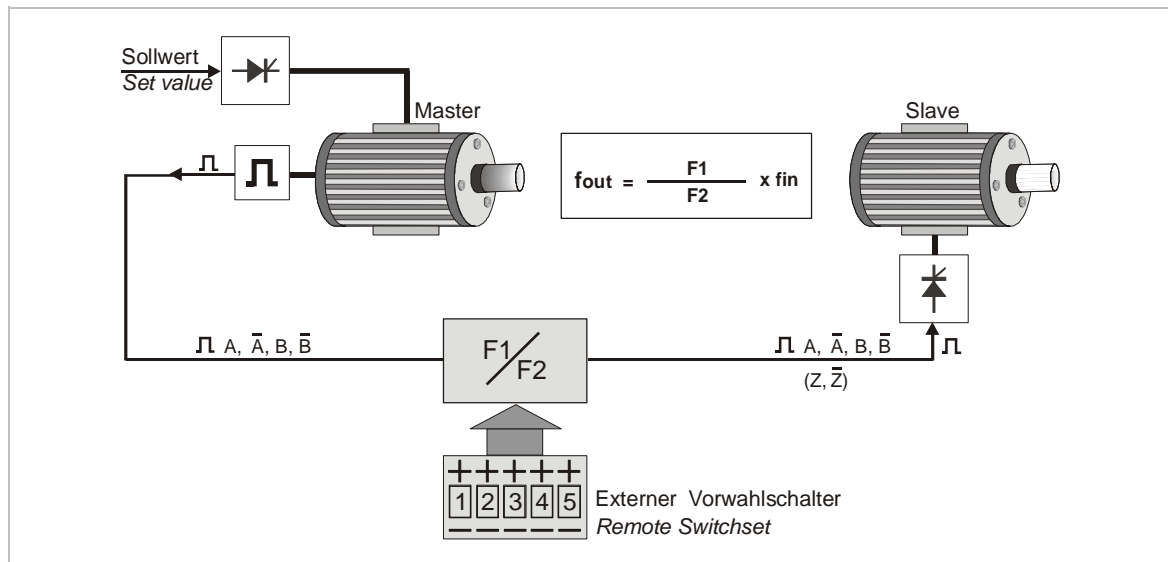 Sollwert
Set value
Master
Slave
fout = F1 / F2 x fin
A, A̅, B, B̅
F1/F2
A, A̅, B, B̅
(Z, Z̅)
1 2 3 4 5
Externer Vorwahlschalter
Remote Switchset